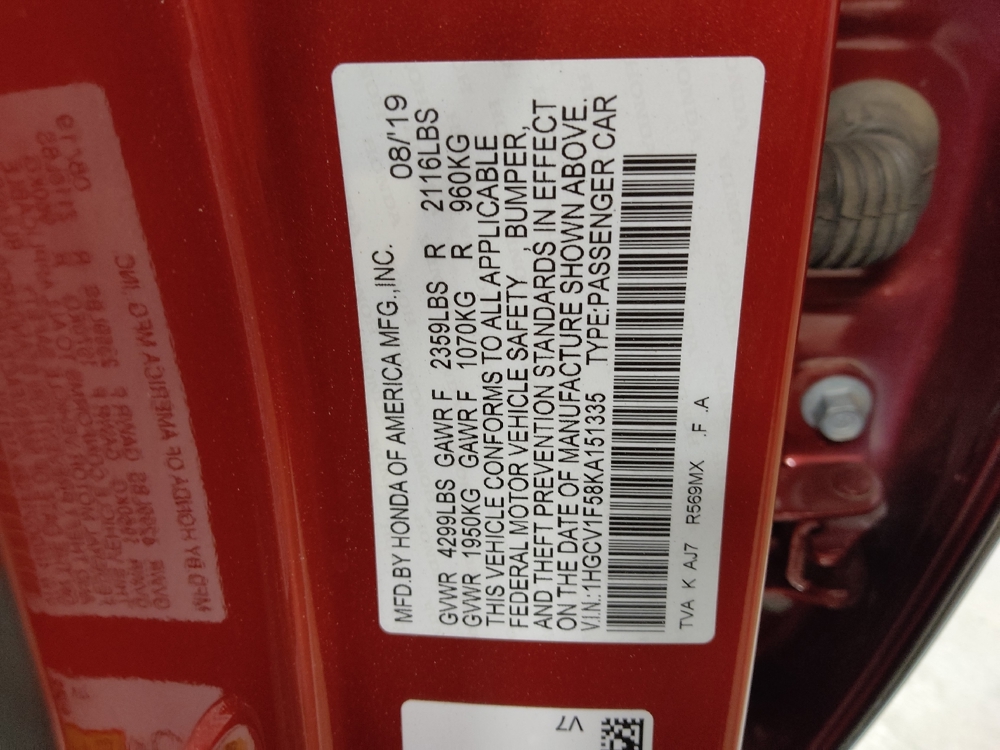 MFD.BY HONDA OF AMERICA MFG.,INC. 08/'19
GVWR 4299LBS GAWR F 2359LBS R 2116LBS
GVWR 1950KG GAWR F 1070KG R 960KG
THIS VEHICLE CONFORMS TO ALL APPLICABLE
FEDERAL MOTOR VEHICLE SAFETY , BUMPER,
AND THEFT PREVENTION STANDARDS IN EFFECT
ON THE DATE OF MANUFACTURE SHOWN ABOVE.
V.I.N.:1HGCV1F58KA151335 TYPE:PASSENGER CAR
TVA K AJ7 R569MX .F .A
V7